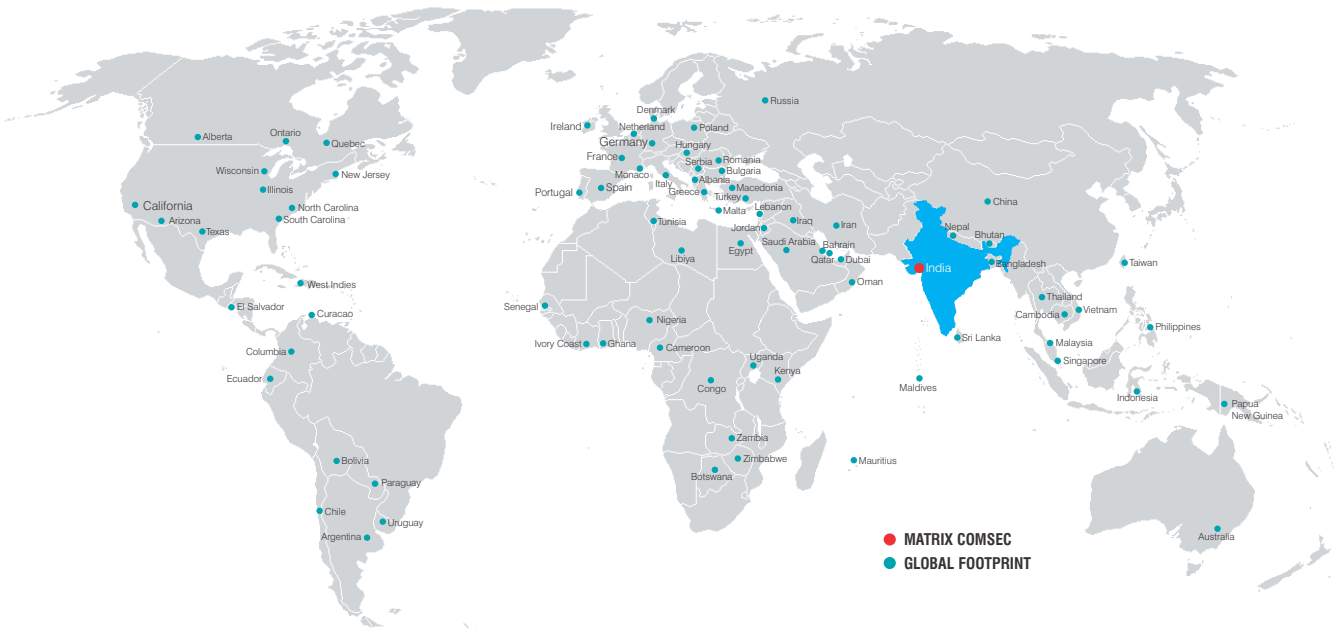 Russia
Denmark
Ireland
Netherland
Poland
Alberta
Ontario
Quebec
Germany
Hungary
France
Serbia
Romania
Wisconsin
Monaco
Bulgaria
New Jersey
Italy
Albania
Illinois
Portugal
Spain
Greece
Macedonia
Turkey
California
North Carolina
Lebanon
Malta
China
Arizona
South Carolina
Tunisia
Iraq
Iran
Texas
Jordan
Nepal
Bhutan
Libiya
Egypt
Saudi Arabia
Bahrain
Qatar
Dubai
India
Bangladesh
Taiwan
West Indies
Oman
Thailand
El Salvador
Curacao
Senegal
Nigeria
Cambodia
Vietnam
Philippines
Ivory Coast
Ghana
Cameroon
Sri Lanka
Malaysia
Columbia
Uganda
Singapore
Ecuador
Congo
Kenya
Maldives
Indonesia
Papua
New Guinea
Zambia
Bolivia
Zimbabwe
Mauritius
Botswana
Paraguay
Chile
Uruguay
Argentina
Australia
MATRIX COMSEC
GLOBAL FOOTPRINT